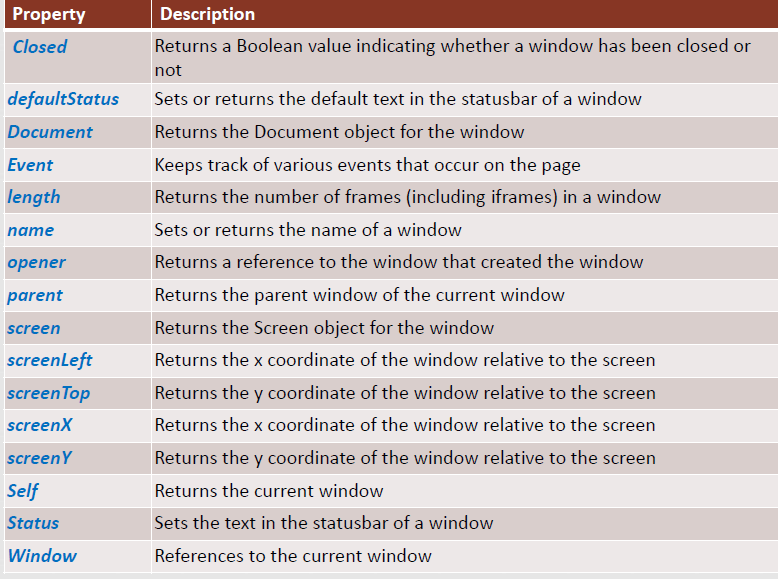 Property Description
Closed Returns a Boolean value indicating whether a window has been closed or
not
defaultStatus Sets or returns the default text in the statusbar of a window
Document Returns the Document object for the window
Event Keeps track of various events that occur on the page
length Returns the number of frames (including iframes) in a window
name Sets or returns the name of a window
opener Returns a reference to the window that created the window
parent Returns the parent window of the current window
screen Returns the Screen object for the window
screenLeft Returns the x coordinate of the window relative to the screen
screenTop Returns the y coordinate of the window relative to the screen
screenX Returns the x coordinate of the window relative to the screen
screenY Returns the y coordinate of the window relative to the screen
Self Returns the current window
Status Sets the text in the statusbar of a window
Window References to the current window